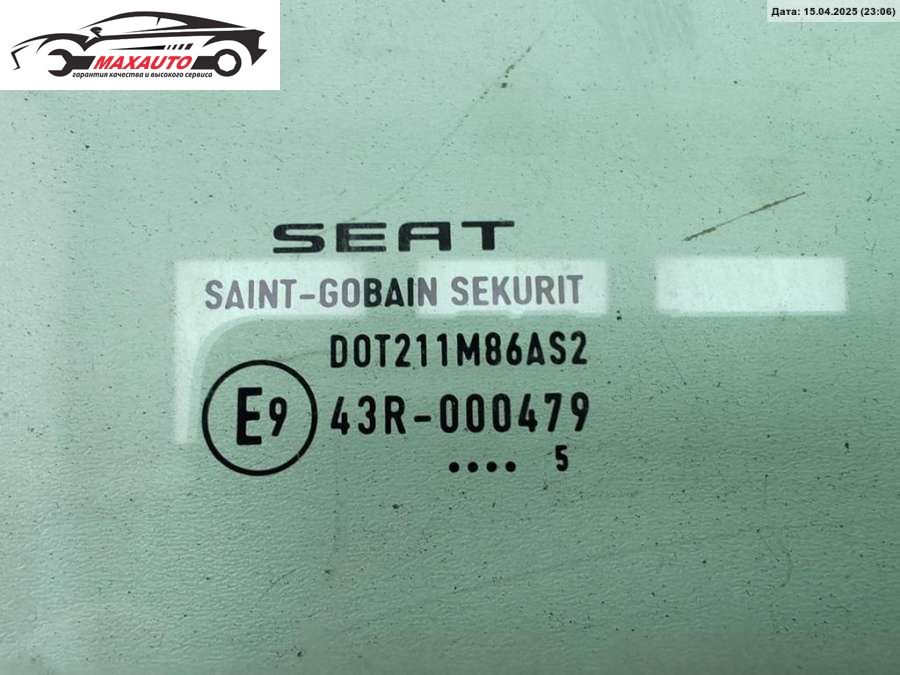 Дата: 15.04.2025 (23:06)
MAXAUTO
гарантия качества и высокого сервиса
SEAT
SAINT-GOBAIN SEKURIT
DOT211M86AS2
E9 43R-000479
.... 5